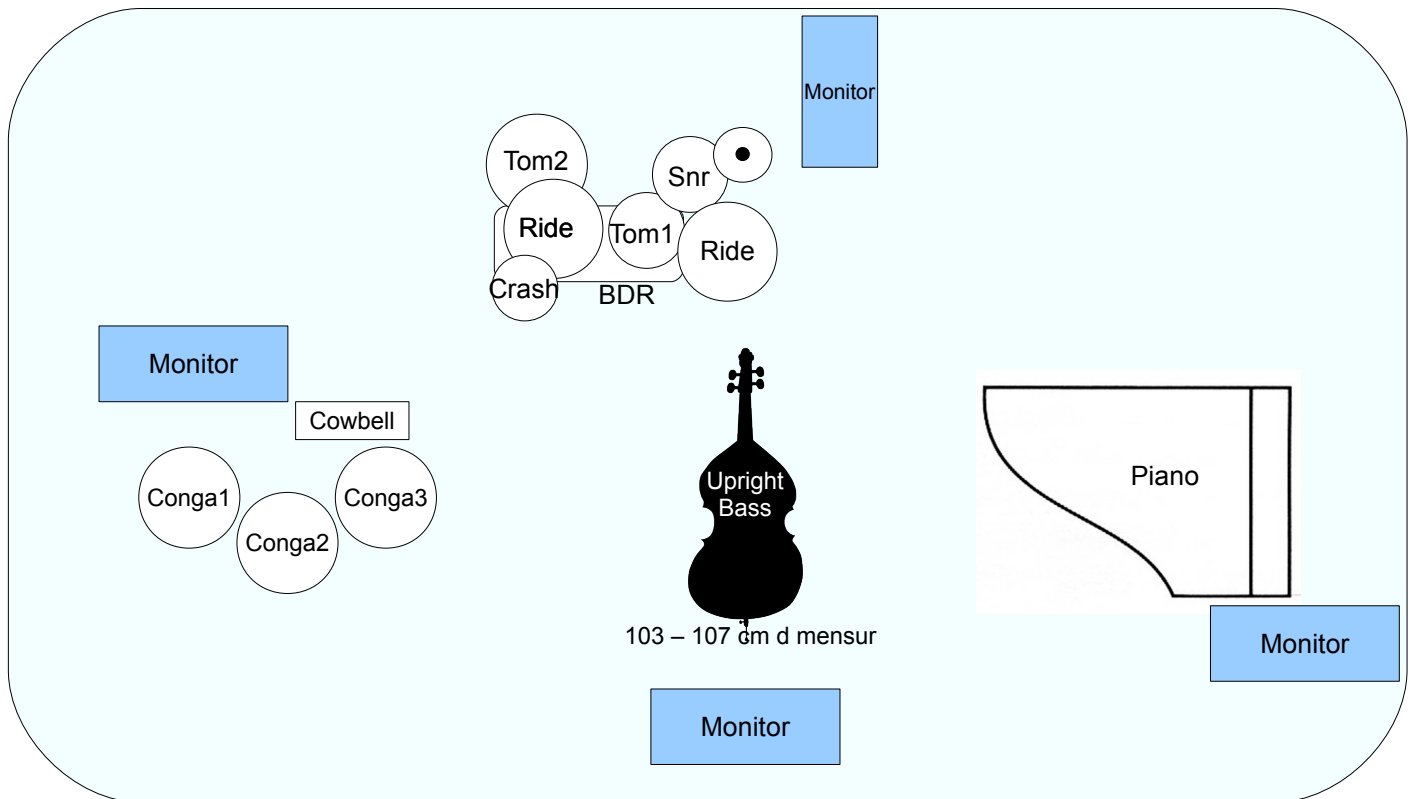 Monitor
Tom2
Snr
Ride
Tom1
Ride
Crash
BDR
Monitor
Cowbell
Conga1
Conga3
Conga2
Upright
Bass
Piano
103 – 107 cm d mensur
Monitor
Monitor